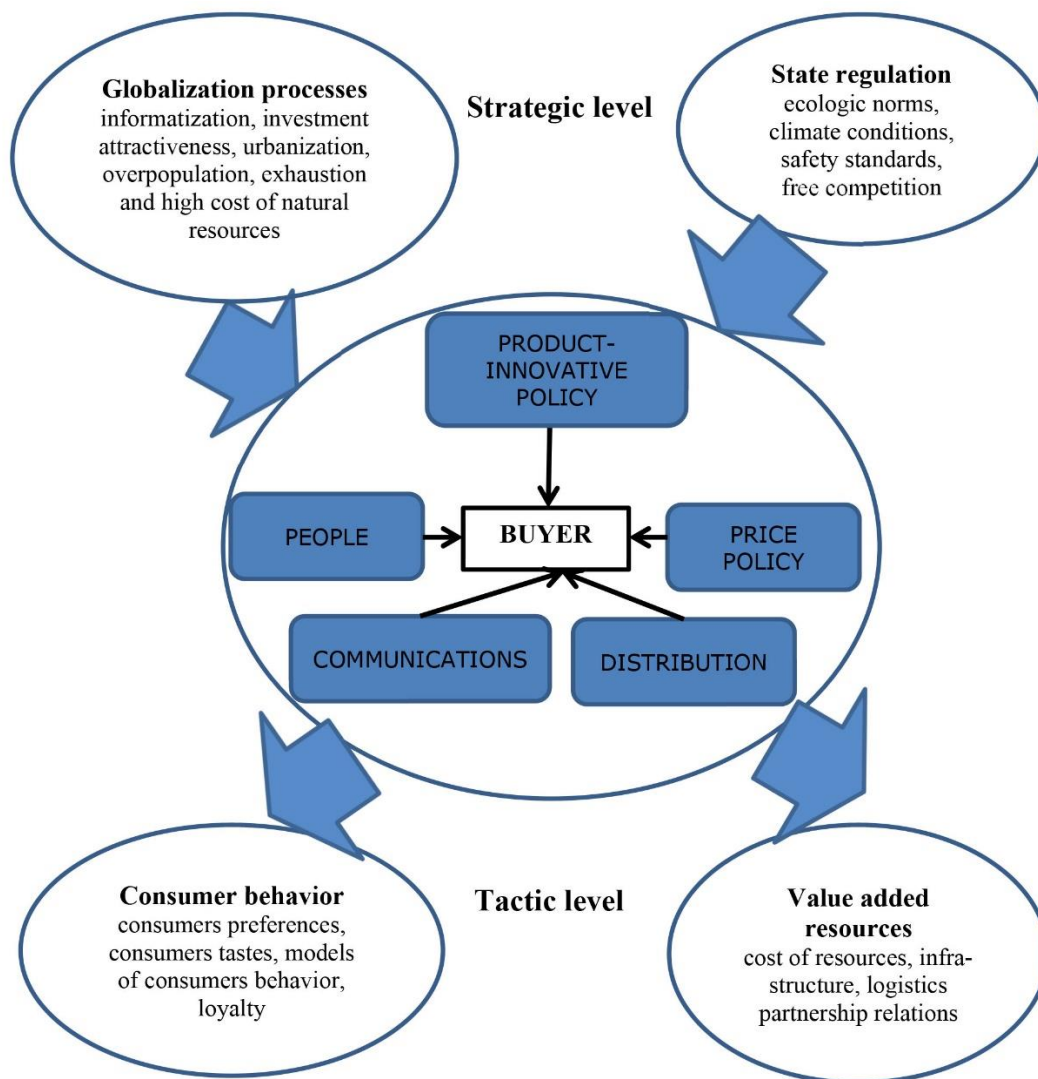 Globalization processes
informatization, investment
attractiveness, urbanization,
overpopulation, exhaustion
and high cost of natural
resources
Strategic level
State regulation
ecologic norms,
climate conditions,
safety standards,
free competition
PRODUCT-
INNOVATIVE
POLICY
PEOPLE
BUYER
PRICE
POLICY
COMMUNICATIONS
DISTRIBUTION
Consumer behavior
consumers preferences,
consumers tastes, models
of consumers behavior,
loyalty
Tactic level
Value added
resources
cost of resources, infra-
structure, logistics
partnership relations